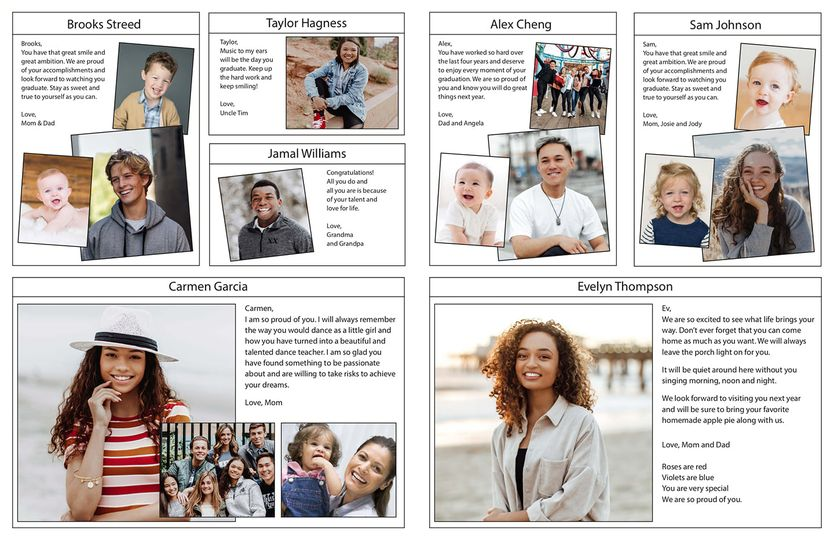 Brooks Streed
Brooks,
You have that great smile and
great ambition. We are proud
of your accomplishments and
look forward to watching you
graduate. Stay as sweet and
true to yourself as you can.
Love,
Mom & Dad
Taylor Hagness
Taylor,
Music to my ears
will be the day you
graduate. Keep up
the hard work and
keep smiling!
Love,
Uncle Tim
Jamal Williams
Congratulations!
All you do and
all you are is because
of your talent and
love for life.
Love,
Grandma
and Grandpa
XX
Alex Cheng
Alex,
You have worked so hard over
the last four years and deserve
to enjoy every moment of your
graduation. We are so proof of
you and know you will do great
things next year.
Love,
Dad and Angela
Sam Johnson
Sam,
You have that great smile and
great ambition. We are proud
of your accomplishments and
look forward to watching you
graduate. Stay as sweet and
true to yourself as you can.
Love,
Mom, Josie and Jody
Carmen Garcia
Carmen,
I am so proud of you. I will always remember
the way you would dance as a little girl and
how you have turned into a beautiful and
talented dance teacher. I am so glad you
have found something to be passionate
about and are willing to take risks to achieve
your dreams.
Love, Mom
Evelyn Thompson
Ev,
We are so excited to see what life brings your
way. Don't ever forget that you can come
home as much as you want. We will always
leave the porch light on for you.
It will be quiet around here without you
singing morning, noon and night.
We look forward to visiting you next year
and will be sure to bring your favorite
homemade apple pie along with us.
Love, Mom and Dad
Roses are red
Violets are blue
You are very special
We are so proud of you.